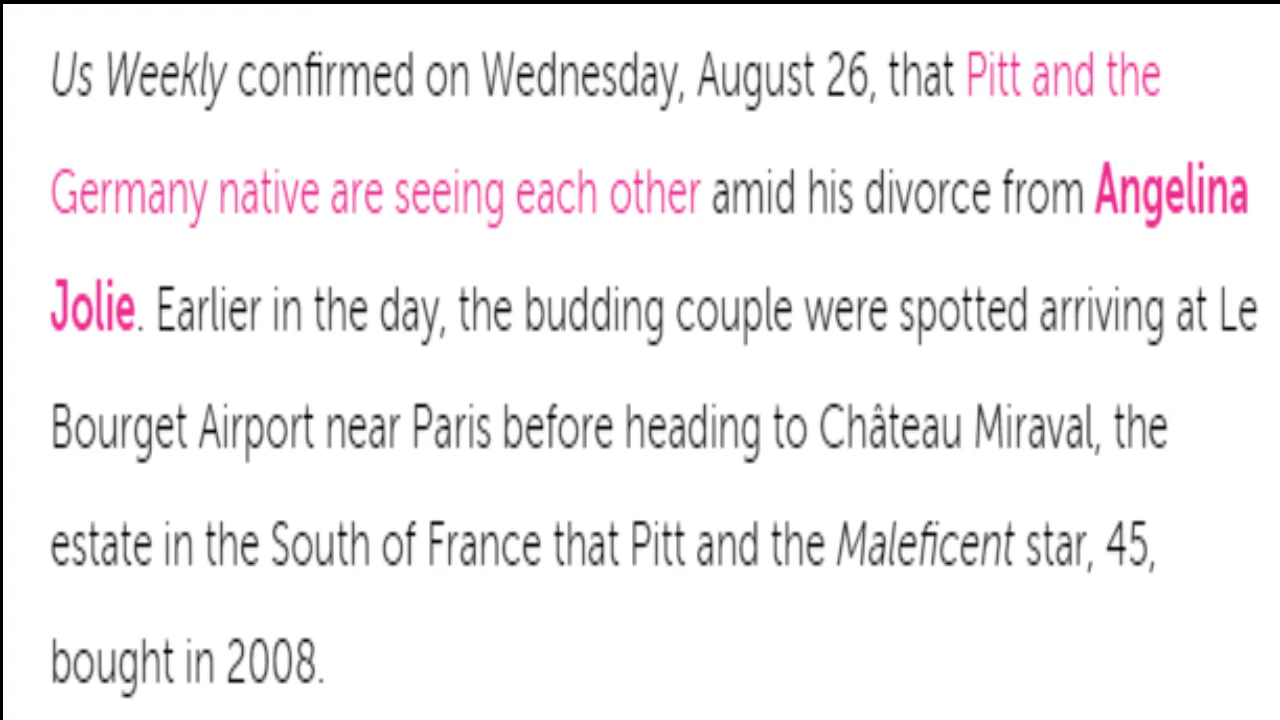 Us Weekly confirmed on Wednesday, August 26, that Pitt and the
Germany native are seeing each other amid his divorce from Angelina
Jolie. Earlier in the day, the budding couple were spotted arriving at Le
Bourget Airport near Paris before heading to Château Miraval, the
estate in the South of France that Pitt and the Maleficent star, 45,
bought in 2008.